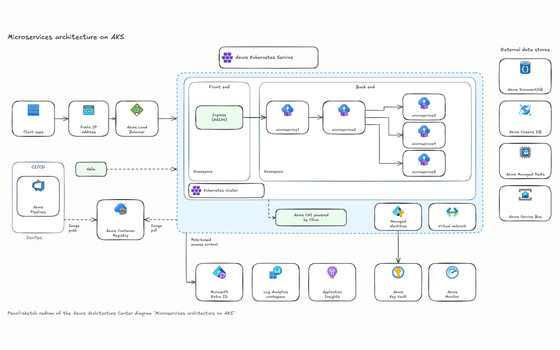 Microservices architecture on AKS
External data stores
Azure Kubernetes Service
Azure DocumentDB
Front end
Back end
Client apps
Public IP
address
Azure Load
Balancer
Ingress
microservice1
microservice2
microservice3
Azure Cosmos DB
microservice4
microservice5
CI/CD
Helm
Namespace
Namespace
Azure Managed Redis
Kubernetes cluster
Azure
Pipelines
Azure Container
Registry
Image
push
Image
pull
DevOps
Azure CNI powered
by Cilium
Managed
identities
Virtual network
Azure Service Bus
Role-based
access control
Microsoft
Entra ID
Log Analytics
workspace
Application
Insights
Azure
Key Vault
Azure
Monitor
Pencil-sketch redraw of the Azure Architecture Center diagram "Microservices architecture on AKS"